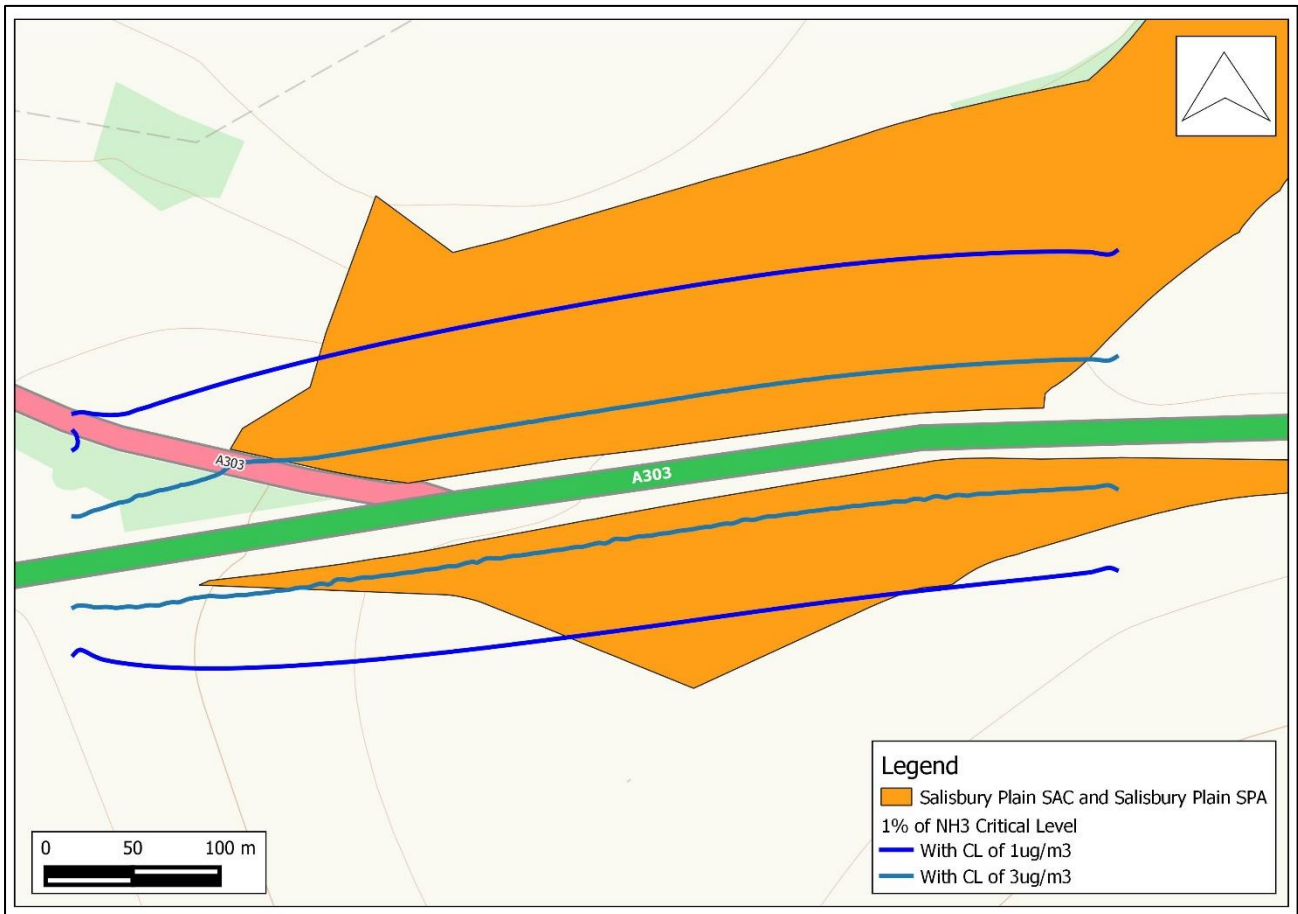 A303
A303
0 50 100 m
Legend
Salisbury Plain SAC and Salisbury Plain SPA
1% of NH3 Critical Level
With CL of 1ug/m3
With CL of 3ug/m3